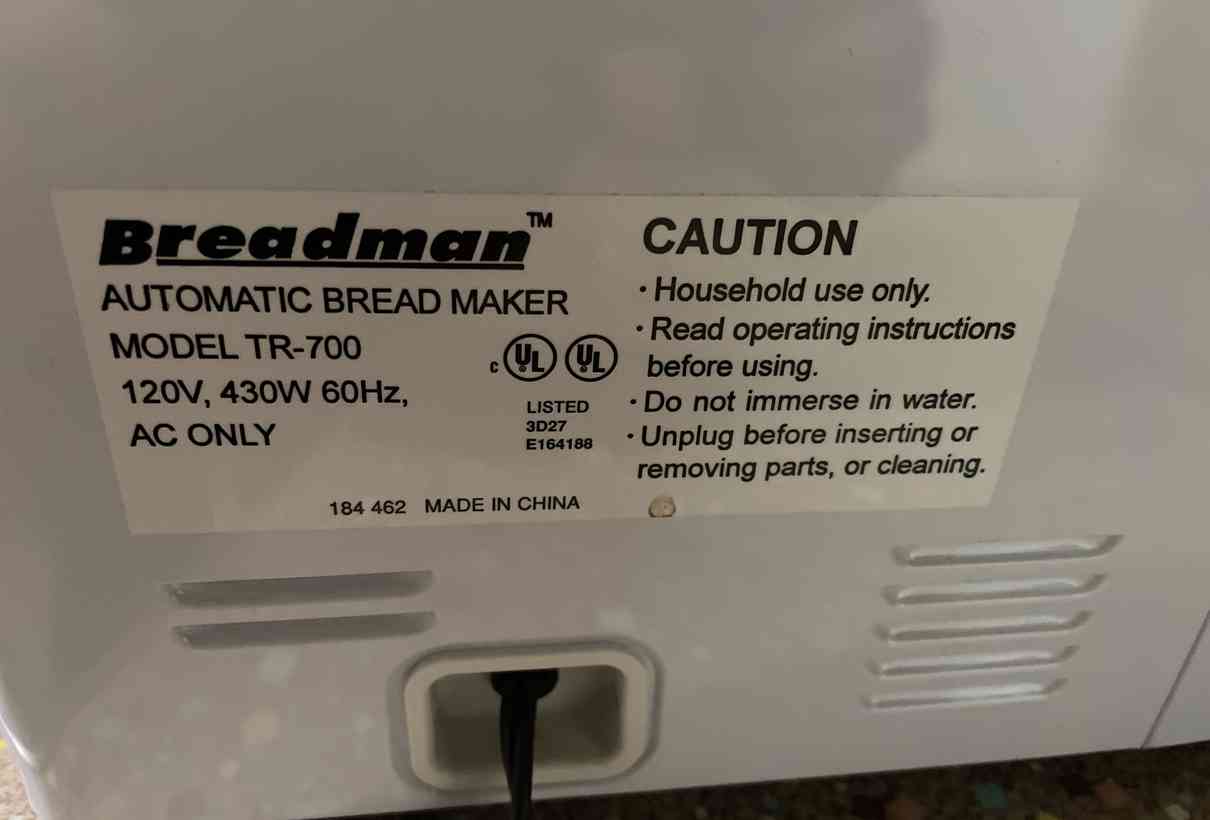 Breadman™
AUTOMATIC BREAD MAKER
MODEL TR-700
120V, 430W 60Hz,
AC ONLY
c UL UL
LISTED
3D27
E164188
184 462 MADE IN CHINA
CAUTION
· Household use only.
· Read operating instructions
before using.
· Do not immerse in water.
· Unplug before inserting or
removing parts, or cleaning.